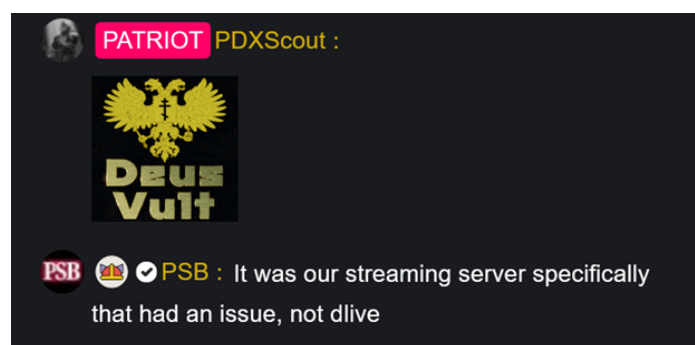 PATRIOT PDXScout :
Deus
Vult
PSB PSB : It was our streaming server specifically
that had an issue, not dlive